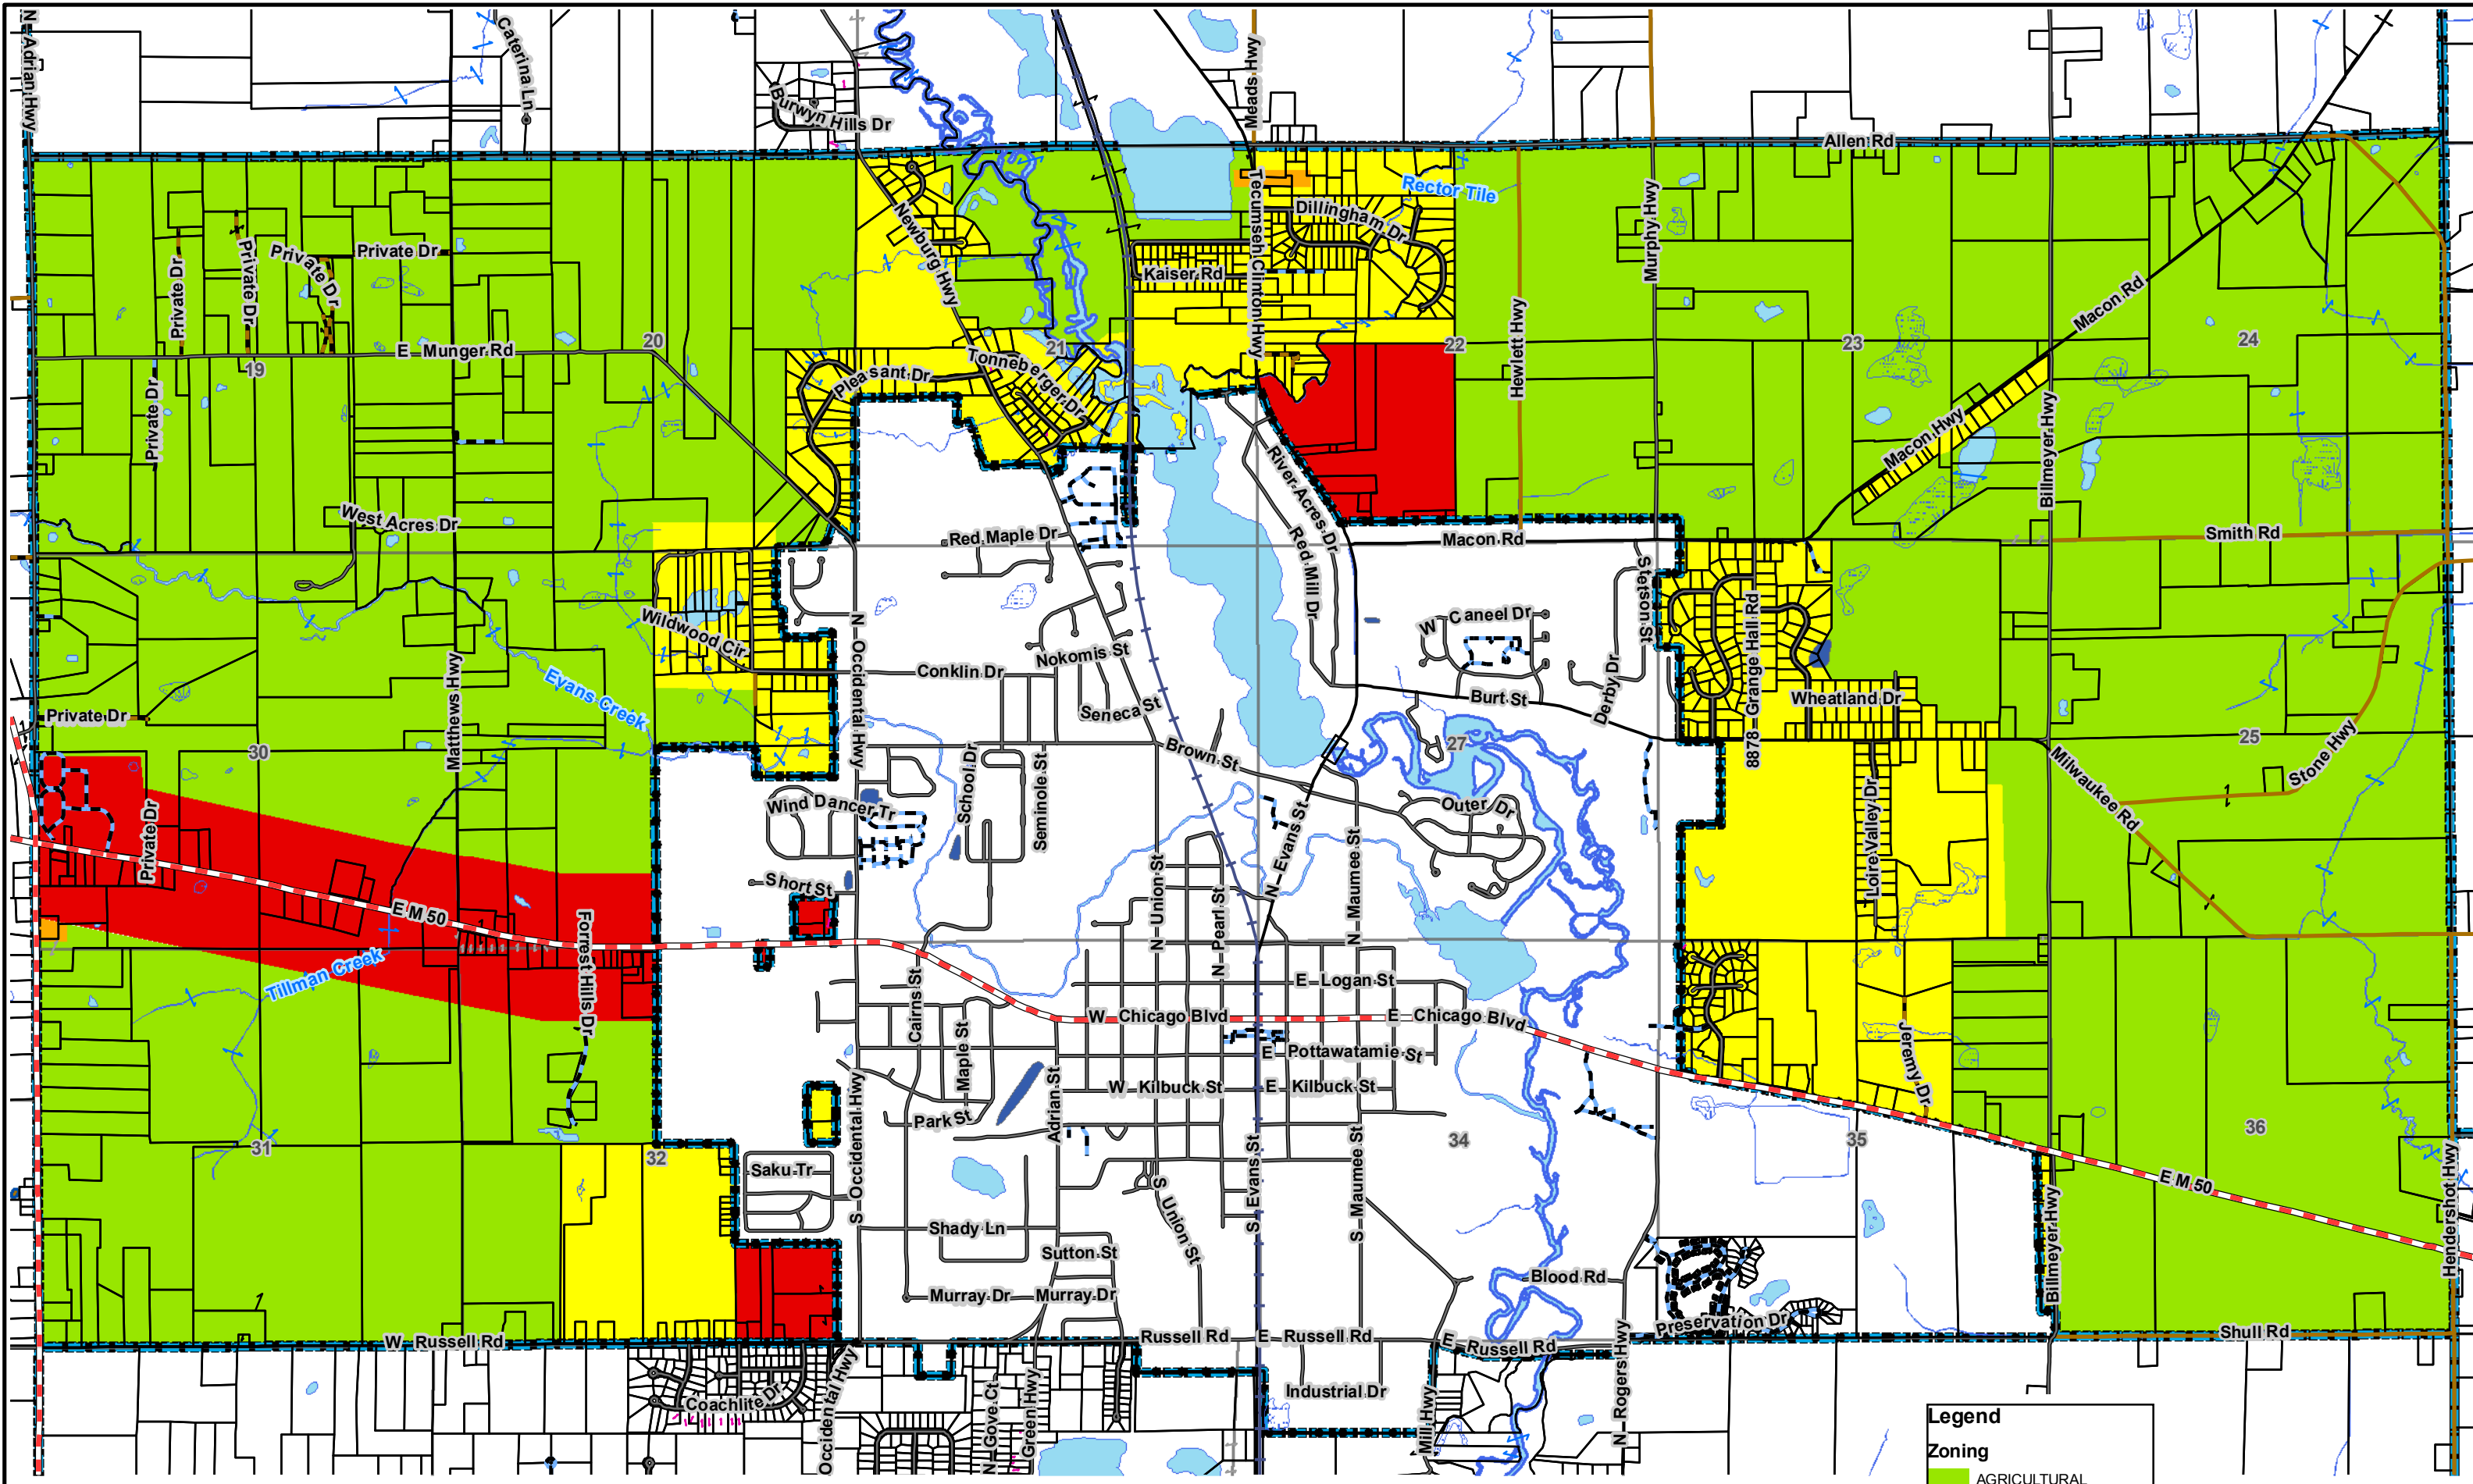 N Adrian Hwy
Caterina Ln
Burwyn Hills Dr
Meads Hwy
Allen Rd
Rector Tile
Tecumseh Clinton Hwy
Dillingham Dr
Newburg Hwy
Murphy Hwy
Private Dr
Private Dr
Private Dr
Private Dr
Kaiser Rd
Macon Rd
Hewlett Hwy
E Munger Rd
20
21
22
23
24
19
Tonneberger Dr
Pleasant Dr
Private Dr
Macon Hwy
Billmeyer Hwy
River Acres Dr
West Acres Dr
Red Maple Dr
Macon Rd
Smith Rd
Red Mill Dr
Stetson St
Wildwood Cir
N Occidental Hwy
W Caneel Dr
8878 Grange Hall Rd
Nokomis St
Conklin Dr
Matthews Hwy
Evans Creek
Derby Dr
Burt St
Wheatland Dr
Seneca St
Private Dr
30
27
25
Brown St
Stone Hwy
Milwaukee Rd
School Dr
Seminole St
Wind Dancer Tr
Outer Dr
Private Dr
N Evans St
N Maumee St
Loire Valley Dr
Short St
N Union St
N Pearl St
E M 50
Forrest Hills Dr
Tillman Creek
Cairns St
E Logan St
W Chicago Blvd
E Chicago Blvd
Maple St
E Pottawatamie St
Jeremy Dr
W Kilbuck St
E Kilbuck St
Park St
Adrian St
S Occidental Hwy
31
32
34
35
36
Saku Tr
S Evans St
S Maumee St
E M 50
Hendershot Hwy
Billmeyer Hwy
S Union St
Shady Ln
Sutton St
Blood Rd
Murray Dr
Murray Dr
Preservation Dr
W Russell Rd
Russell Rd
E Russell Rd
E Russell Rd
Shull Rd
N Rogers Hwy
Occidental Hwy
Coachlite Dr
N Gove Ct
Green Hwy
Industrial Dr
Mill Hwy
Legend
Zoning
AGRICULTURAL